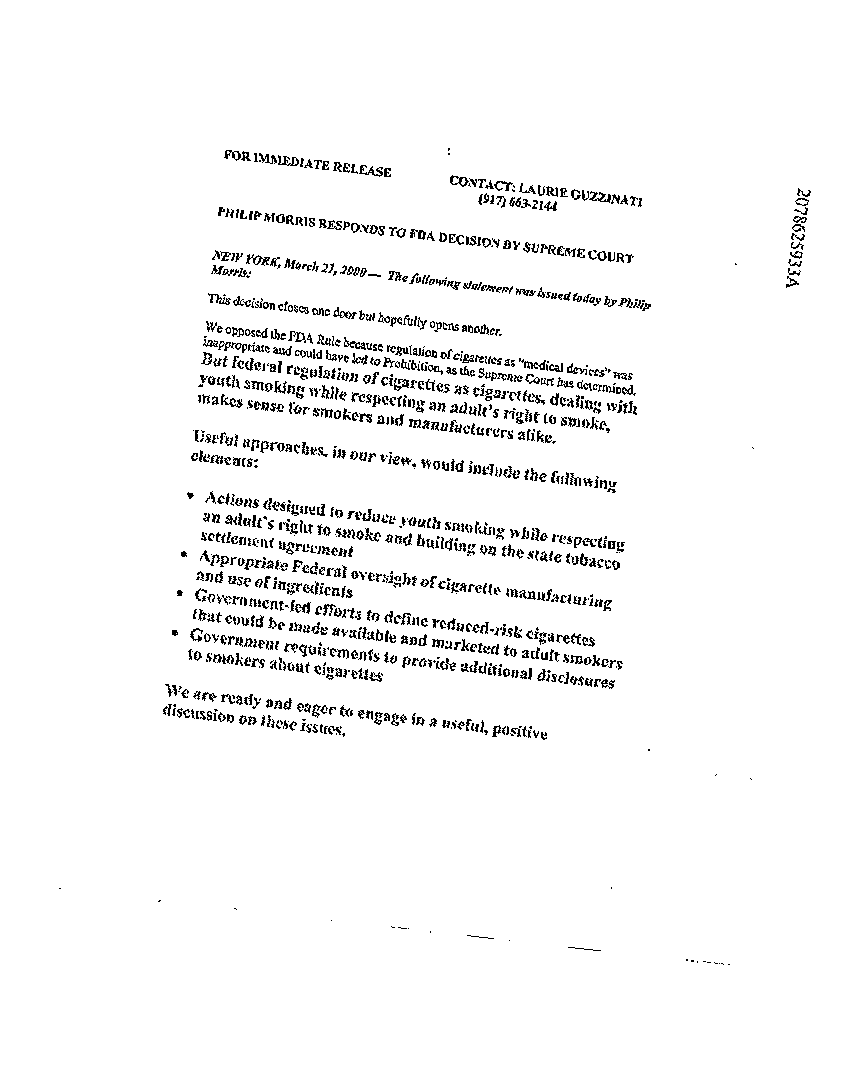 FOR IMMEDIATE RELEASE
CONTACT: LAURIE GUZZINATI
(917) 663-2144
PHILIP MORRIS RESPONDS TO FDA DECISION BY SUPREME COURT
NEW YORK, March 21, 2000 — The following statement was issued today by Philip
Morris:
This decision closes one door but hopefully opens another.
We opposed the FDA Rule because regulation of cigarettes as "medical devices" was
inappropriate and could have led to Prohibition, as the Supreme Court has determined.
But federal regulation of cigarettes as cigarettes, dealing with
youth smoking while respecting an adult's right to smoke,
makes sense for smokers and manufacturers alike.
Useful approaches, in our view, would include the following
elements:
• Actions designed to reduce youth smoking while respecting
an adult's right to smoke and building on the state tobacco
settlement agreement
• Appropriate Federal oversight of cigarette manufacturing
and use of ingredients
• Government-led efforts to define reduced-risk cigarettes
that could be made available and marketed to adult smokers
• Government requirements to provide additional disclosures
to smokers about cigarettes
We are ready and eager to engage in a useful, positive
discussion on these issues.
2078625933A